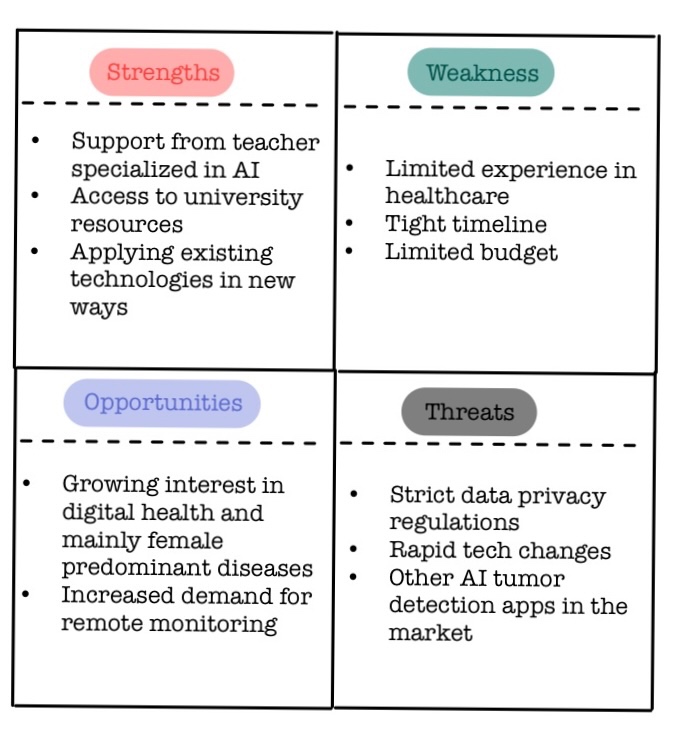 Strengths
• Support from teacher
specialized in AI
• Access to university
resources
• Applying existing
technologies in new
ways
Weakness
• Limited experience in
healthcare
• Tight timeline
• Limited budget
Opportunities
• Growing interest in
digital health and
mainly female
predominant diseases
• Increased demand for
remote monitoring
Threats
• Strict data privacy
regulations
• Rapid tech changes
• Other AI tumor
detection apps in the
market